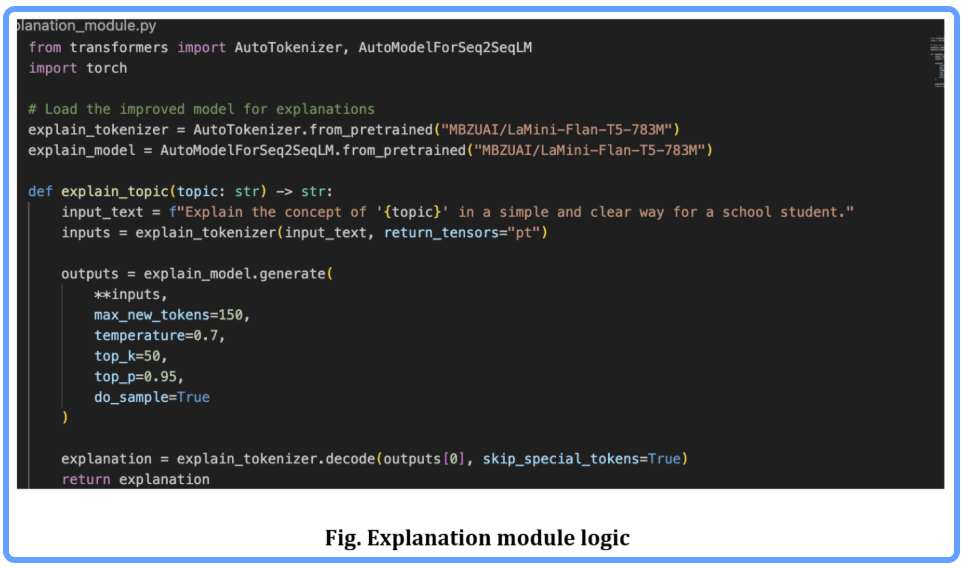 planation_module.py
from transformers import AutoTokenizer, AutoModelForSeq2SeqLM
import torch

# Load the improved model for explanations
explain_tokenizer = AutoTokenizer.from_pretrained("MBZUAI/LaMini-Flan-T5-783M")
explain_model = AutoModelForSeq2SeqLM.from_pretrained("MBZUAI/LaMini-Flan-T5-783M")

def explain_topic(topic: str) -> str:
    input_text = f"Explain the concept of '{topic}' in a simple and clear way for a school student."
    inputs = explain_tokenizer(input_text, return_tensors="pt")

    outputs = explain_model.generate(
        **inputs,
        max_new_tokens=150,
        temperature=0.7,
        top_k=50,
        top_p=0.95,
        do_sample=True
    )

    explanation = explain_tokenizer.decode(outputs[0], skip_special_tokens=True)
    return explanation

Fig. Explanation module logic